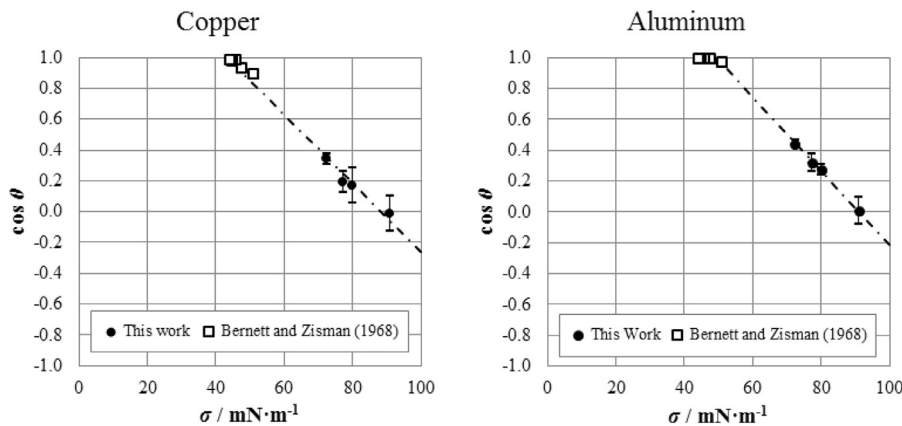 Copper
1.0
0.8
0.6
0.4
0.2
0.0
-0.2
-0.4
-0.6
-0.8
-1.0
cos θ
This work Bernett and Zisman (1968)
0 20 40 60 80 100
σ / mN·m-1
Aluminum
1.0
0.8
0.6
0.4
0.2
0.0
-0.2
-0.4
-0.6
-0.8
-1.0
cos θ
This Work Bernett and Zisman (1968)
0 20 40 60 80 100
σ / mN·m-1